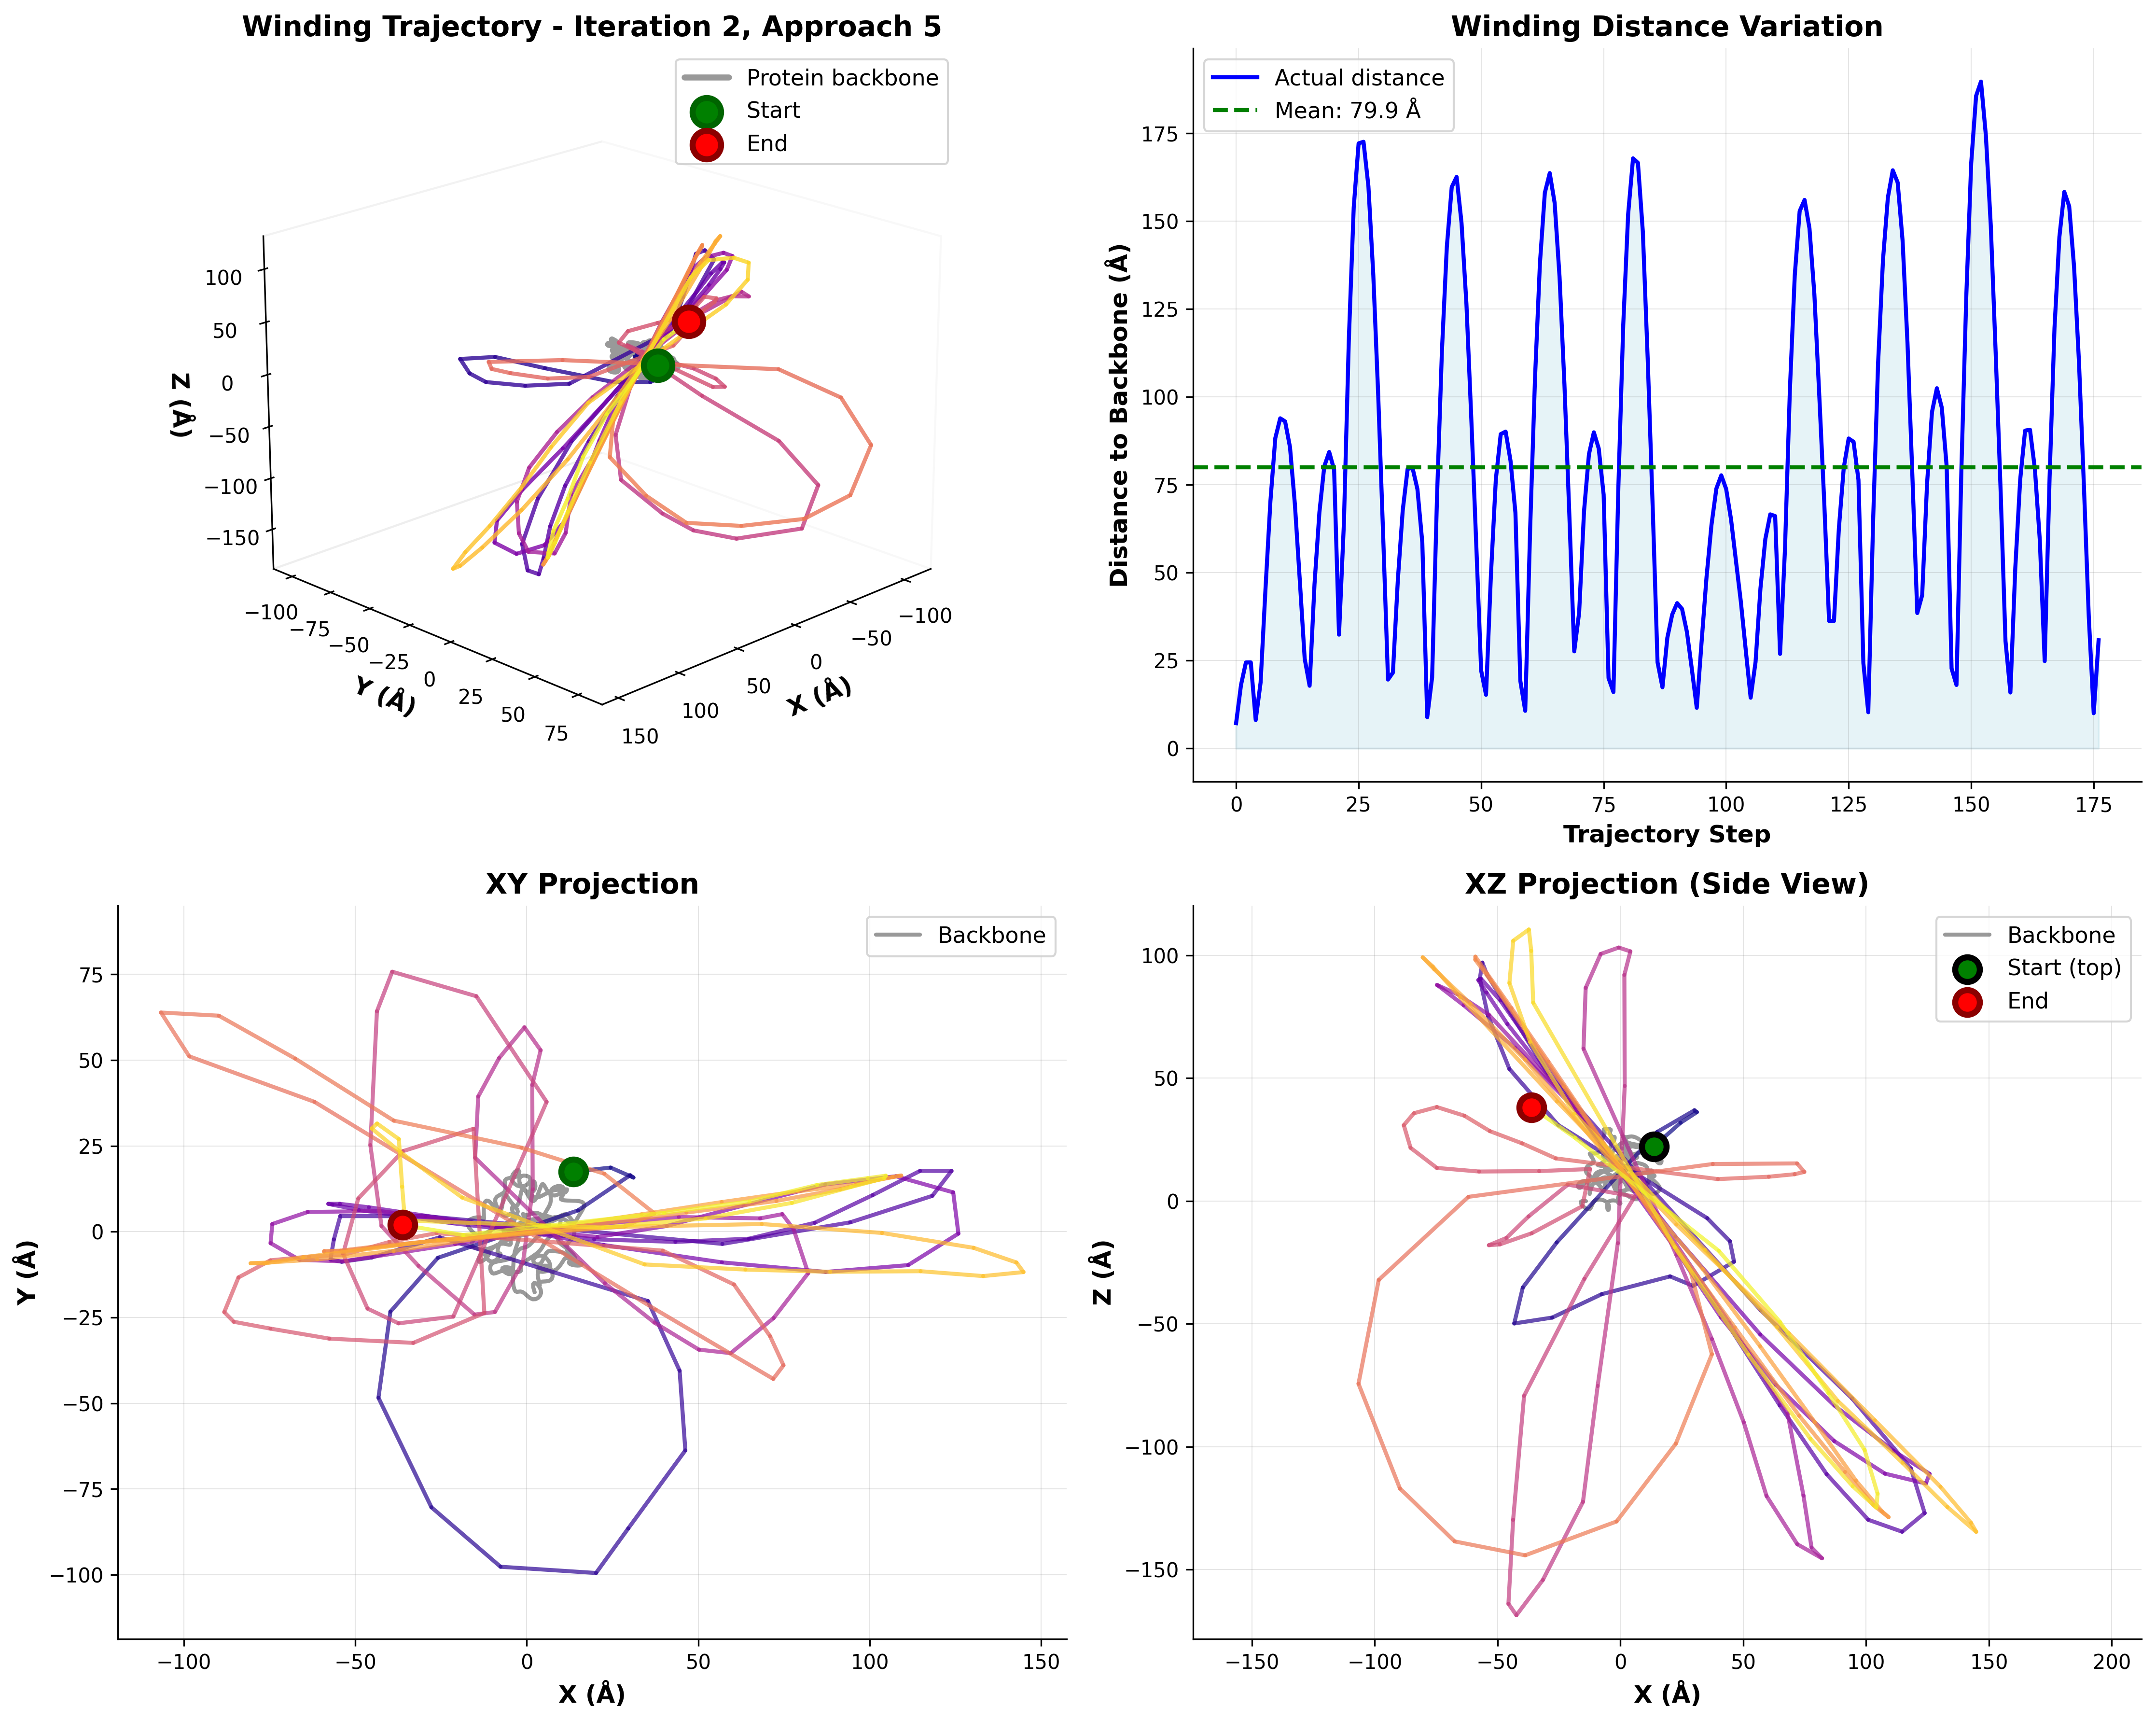 Winding Trajectory - Iteration 2, Approach 5
Protein backbone
Start
End
100
50
0
−50
−100
−150
Z (Å)
−100
−75
−50
−25
0
25
50
75
Y (Å)
−100
−50
0
50
100
150
X (Å)
Winding Distance Variation
Actual distance
Mean: 79.9 Å
175
150
125
100
75
50
25
0
Distance to Backbone (Å)
0
25
50
75
100
125
150
175
Trajectory Step
XY Projection
Backbone
75
50
25
0
−25
−50
−75
−100
Y (Å)
−100
−50
0
50
100
150
X (Å)
XZ Projection (Side View)
Backbone
Start (top)
End
100
50
0
−50
−100
−150
Z (Å)
−150
−100
−50
0
50
100
150
200
X (Å)